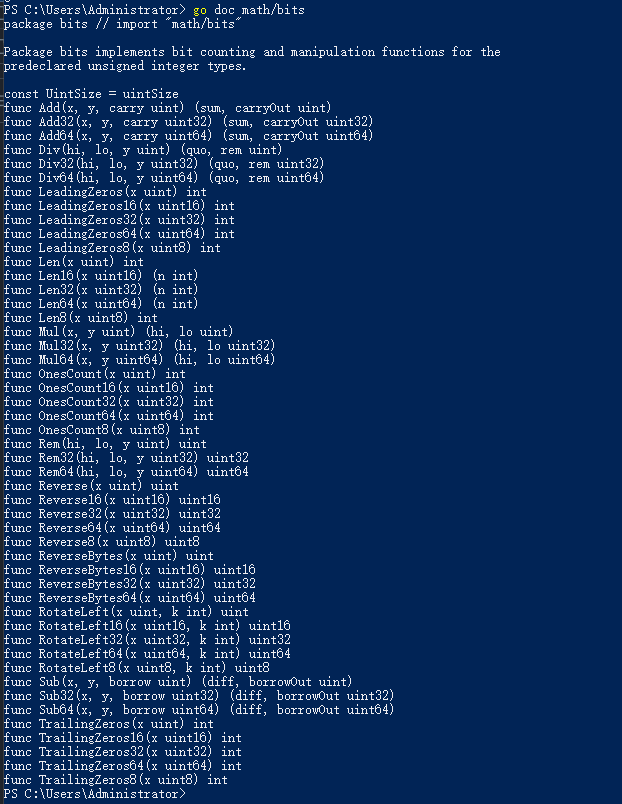 PS C:\Users\Administrator> go doc math/bits
package bits // import "math/bits"
Package bits implements bit counting and manipulation functions for the
predeclared unsigned integer types.
const UintSize = uintSize
func Add(x, y, carry uint) (sum, carryOut uint)
func Add32(x, y, carry uint32) (sum, carryOut uint32)
func Add64(x, y, carry uint64) (sum, carryOut uint64)
func Div(hi, lo, y uint) (quo, rem uint)
func Div32(hi, lo, y uint32) (quo, rem uint32)
func Div64(hi, lo, y uint64) (quo, rem uint64)
func LeadingZeros(x uint) int
func LeadingZeros16(x uint16) int
func LeadingZeros32(x uint32) int
func LeadingZeros64(x uint64) int
func LeadingZeros8(x uint8) int
func Len(x uint) int
func Len16(x uint16) (n int)
func Len32(x uint32) (n int)
func Len64(x uint64) (n int)
func Len8(x uint8) int
func Mul(x, y uint) (hi, lo uint)
func Mul32(x, y uint32) (hi, lo uint32)
func Mul64(x, y uint64) (hi, lo uint64)
func OnesCount(x uint) int
func OnesCount16(x uint16) int
func OnesCount32(x uint32) int
func OnesCount64(x uint64) int
func OnesCount8(x uint8) int
func Rem(hi, lo, y uint) uint
func Rem32(hi, lo, y uint32) uint32
func Rem64(hi, lo, y uint64) uint64
func Reverse(x uint) uint
func Reverse16(x uint16) uint16
func Reverse32(x uint32) uint32
func Reverse64(x uint64) uint64
func Reverse8(x uint8) uint8
func ReverseBytes(x uint) uint
func ReverseBytes16(x uint16) uint16
func ReverseBytes32(x uint32) uint32
func ReverseBytes64(x uint64) uint64
func RotateLeft(x uint, k int) uint
func RotateLeft16(x uint16, k int) uint16
func RotateLeft32(x uint32, k int) uint32
func RotateLeft64(x uint64, k int) uint64
func RotateLeft8(x uint8, k int) uint8
func Sub(x, y, borrow uint) (diff, borrowOut uint)
func Sub32(x, y, borrow uint32) (diff, borrowOut uint32)
func Sub64(x, y, borrow uint64) (diff, borrowOut uint64)
func TrailingZeros(x uint) int
func TrailingZeros16(x uint16) int
func TrailingZeros32(x uint32) int
func TrailingZeros64(x uint64) int
func TrailingZeros8(x uint8) int
PS C:\Users\Administrator>